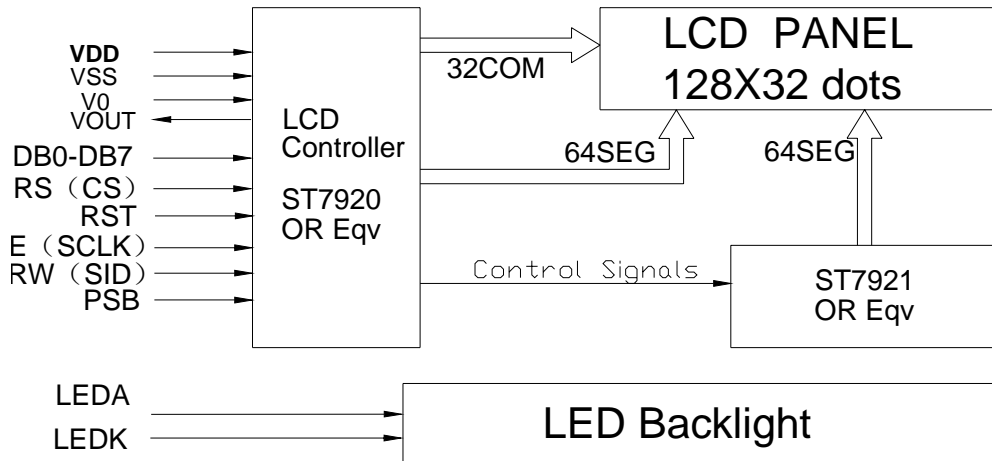 VDD
VSS
V0
VOUT
DB0-DB7
RS（CS）
RST
E（SCLK）
RW（SID）
PSB
LCD
Controller
ST7920
OR Eqv
32COM
64SEG
LCD PANEL
128X32 dots
64SEG
Control Signals
ST7921
OR Eqv
LEDA
LEDK
LED Backlight